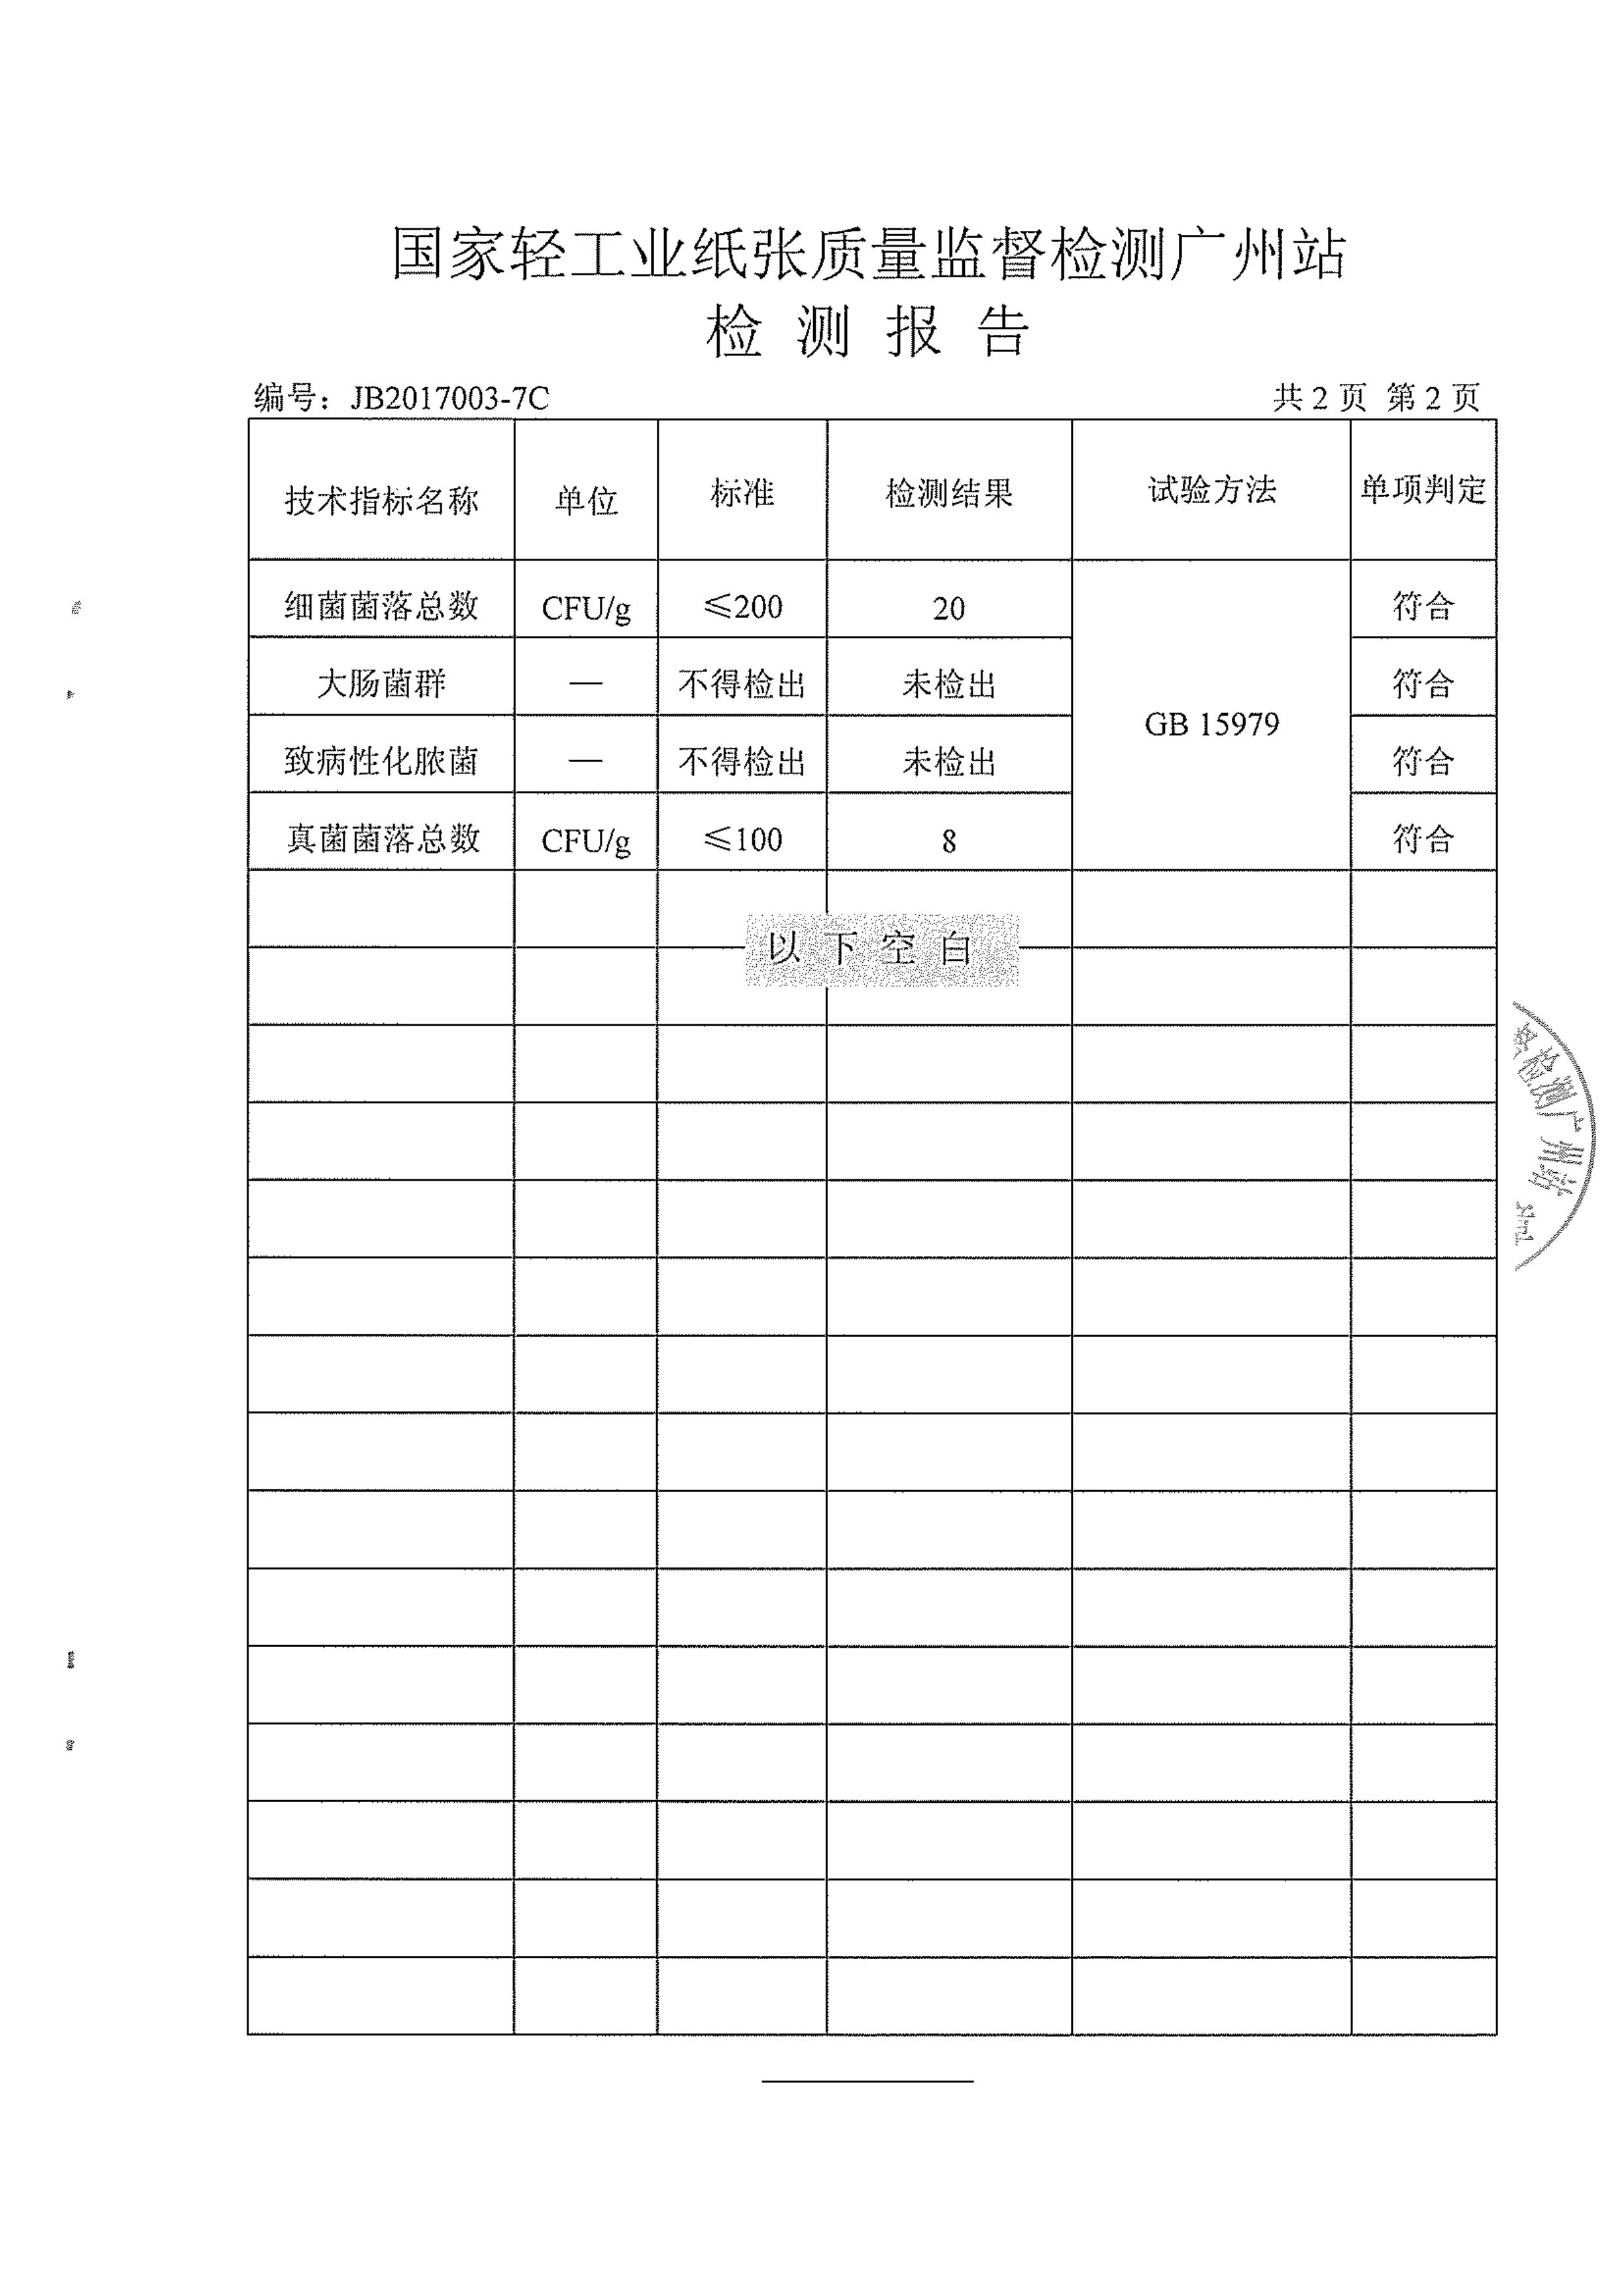 国家轻工业纸张质量监督检测广州站
检测报告
编号：JB2017003-7C 共2页 第2页
技术指标名称 单位 标准 检测结果 试验方法 单项判定
细菌菌落总数 CFU/g ≤200 20 符合
大肠菌群 — 不得检出 未检出 符合
GB 15979
致病性化脓菌 — 不得检出 未检出 符合
真菌菌落总数 CFU/g ≤100 8 符合
以下空白
检测广州站